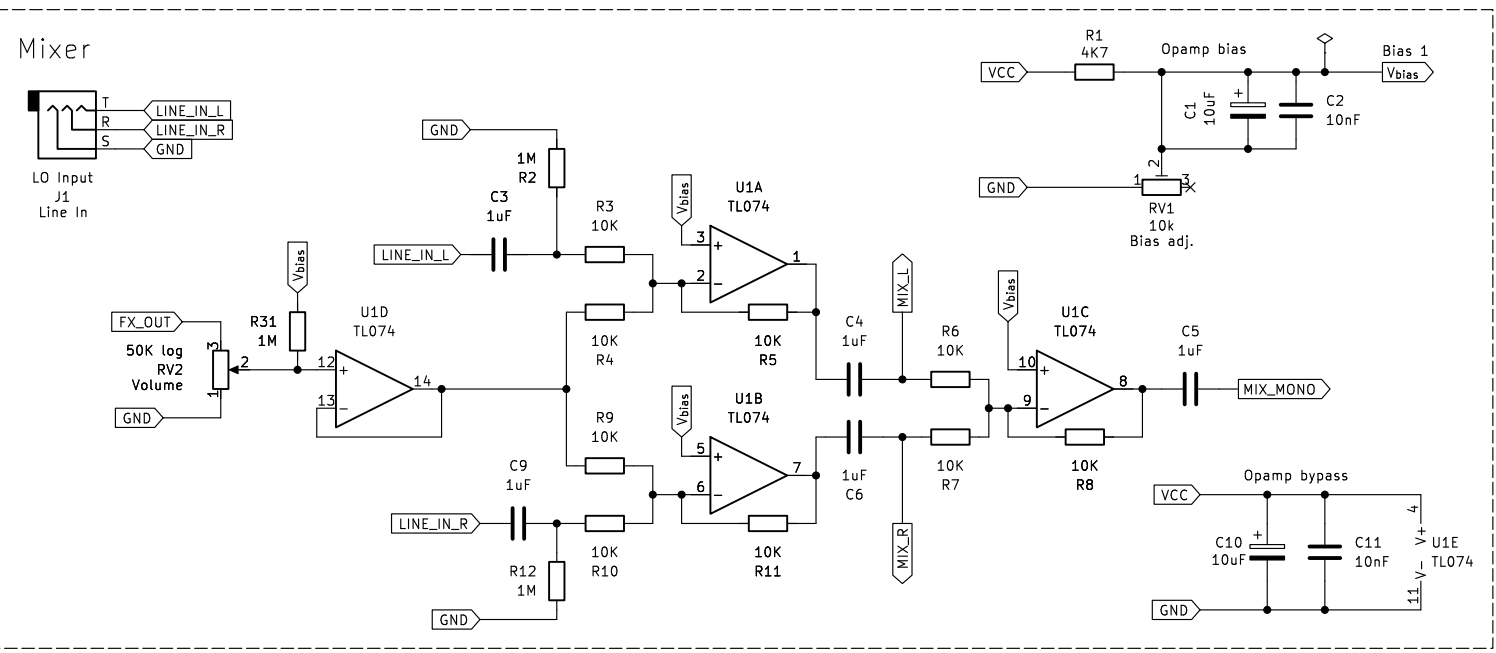 Mixer
T
LINE_IN_L
R
LINE_IN_R
S
GND
LO Input
J1
Line In
R1
4K7
VCC
Opamp bias
Bias 1
Vbias
C1
10uF
+
C2
10nF
GND
1
2
3
RV1
10k
Bias adj.
GND
1M
R2
C3
1uF
LINE_IN_L
R3
10K
Vbias
U1A
TL074
3
+
2
−
1
10K
R4
10K
R5
Vbias
FX_OUT
R31
1M
50K log
RV2
Volume
3
2
1
GND
U1D
TL074
12
+
13
−
14
R9
10K
C9
1uF
LINE_IN_R
10K
R10
R12
1M
GND
Vbias
U1B
TL074
5
+
6
−
7
10K
R11
C4
1uF
MIX_L
R6
10K
1uF
C6
MIX_R
10K
R7
Vbias
U1C
TL074
10
+
9
−
8
10K
R8
C5
1uF
MIX_MONO
Opamp bypass
VCC
GND
C10
10uF
+
C11
10nF
4
V+
V−
11
U1E
TL074